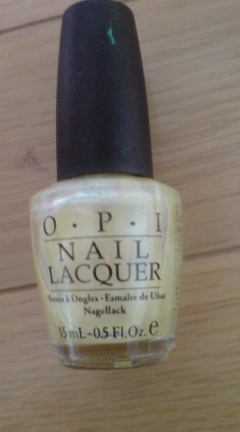 O·P·I
NAIL
LACQUER
Vernis à Ongles · Esmalte de Uñas
Nagellack
15 mL-0.5 Fl.Oz.℮